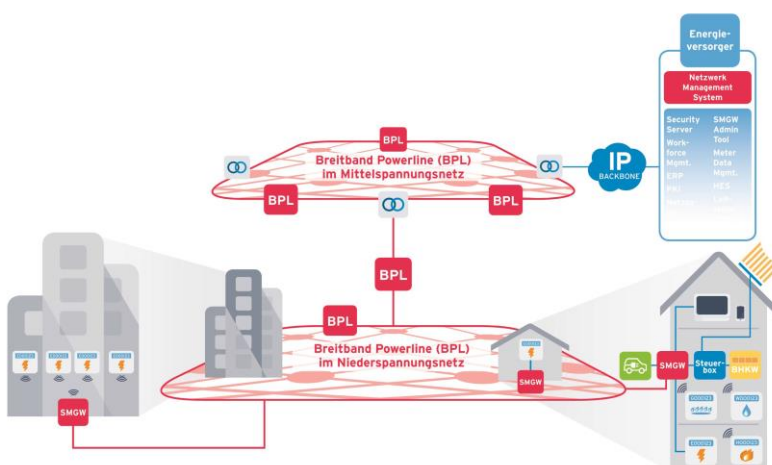 Energie-
versorger
Netzwerk
Management
System
Security
Server
Work-
force
Mgmt.
ERP
SMGW
Admin
Tool
Meter
Data
Mgmt.
HES
IP
BACKBONE
BPL
Breitband Powerline (BPL)
im Mittelspannungsnetz
BPL
BPL
BPL
BPL
Breitband Powerline (BPL)
im Niederspannungsnetz
SMGW
SMGW
SMGW
Steuer-
box
BHKW